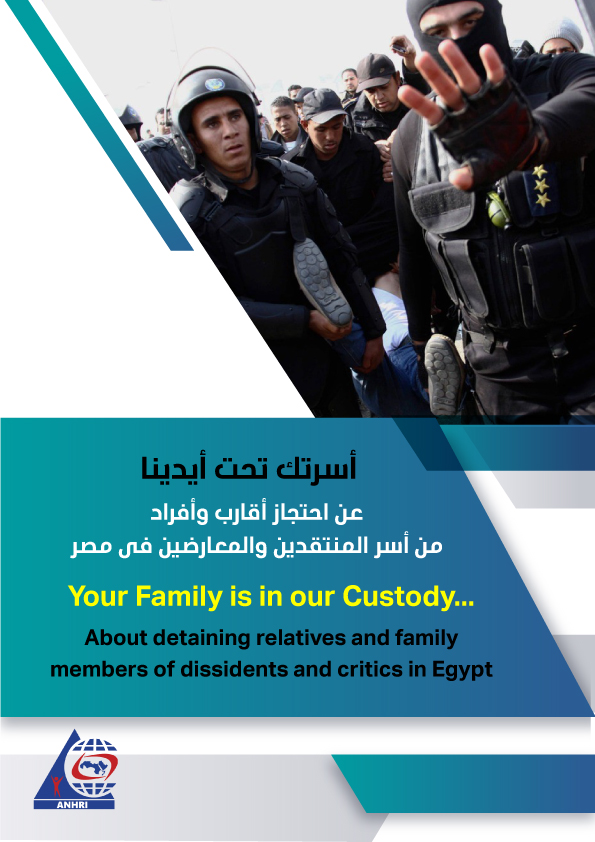 أسرتك تحت أيدينا
عن احتجاز أقارب وأفراد
من أسر المنتقدين والمعارضين فى مصر
Your Family is in our Custody...
About detaining relatives and family
members of dissidents and critics in Egypt
ANHRI